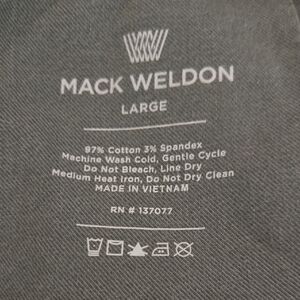 MACK WELDON
LARGE
97% Cotton 3% Spandex
Machine Wash Cold, Gentle Cycle
Do Not Bleach, Line Dry
Medium Heat Iron, Do Not Dry Clean
MADE IN VIETNAM
RN # 137077